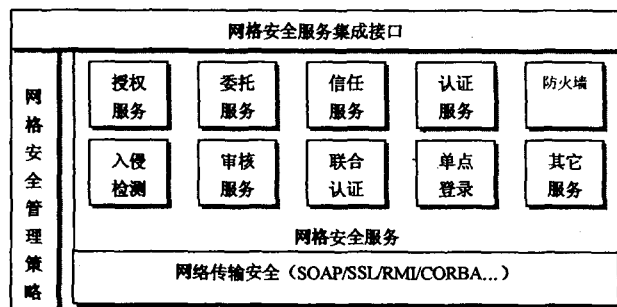 网格安全服务集成接口
网格安全管理策略
授权 委托 信任 认证 防火墙
服务 服务 服务 服务
入侵 审核 联合 单点 其它
检测 服务 认证 登录 服务
网格安全服务
网络传输安全（SOAP/SSL/RMI/CORBA...）